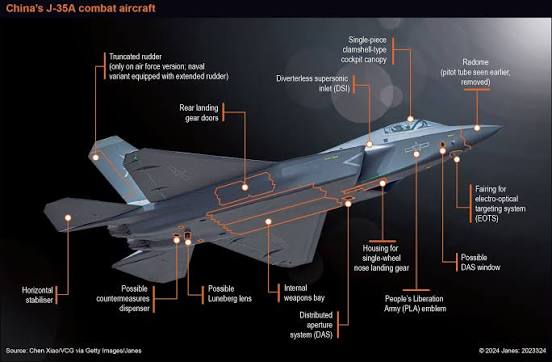 China's J-35A combat aircraft
Truncated rudder
(only on air force version; naval
variant equipped with extended rudder)
Single-piece
clamshell-type
cockpit canopy
Radome
(pitot tube seen earlier,
removed)
Diverterless supersonic
inlet (DSI)
Rear landing
gear doors
Fairing for
electro-optical
targeting system
(EOTS)
Possible
DAS window
Housing for
single-wheel
nose landing gear
People's Liberation
Army (PLA) emblem
Distributed
aperture
system (DAS)
Internal
weapons bay
Possible
Luneberg lens
Possible
countermeasures
dispenser
Horizontal
stabiliser
Source: Chen Xiao/VCG via Getty Images/Janes
© 2024 Janes: 2023324